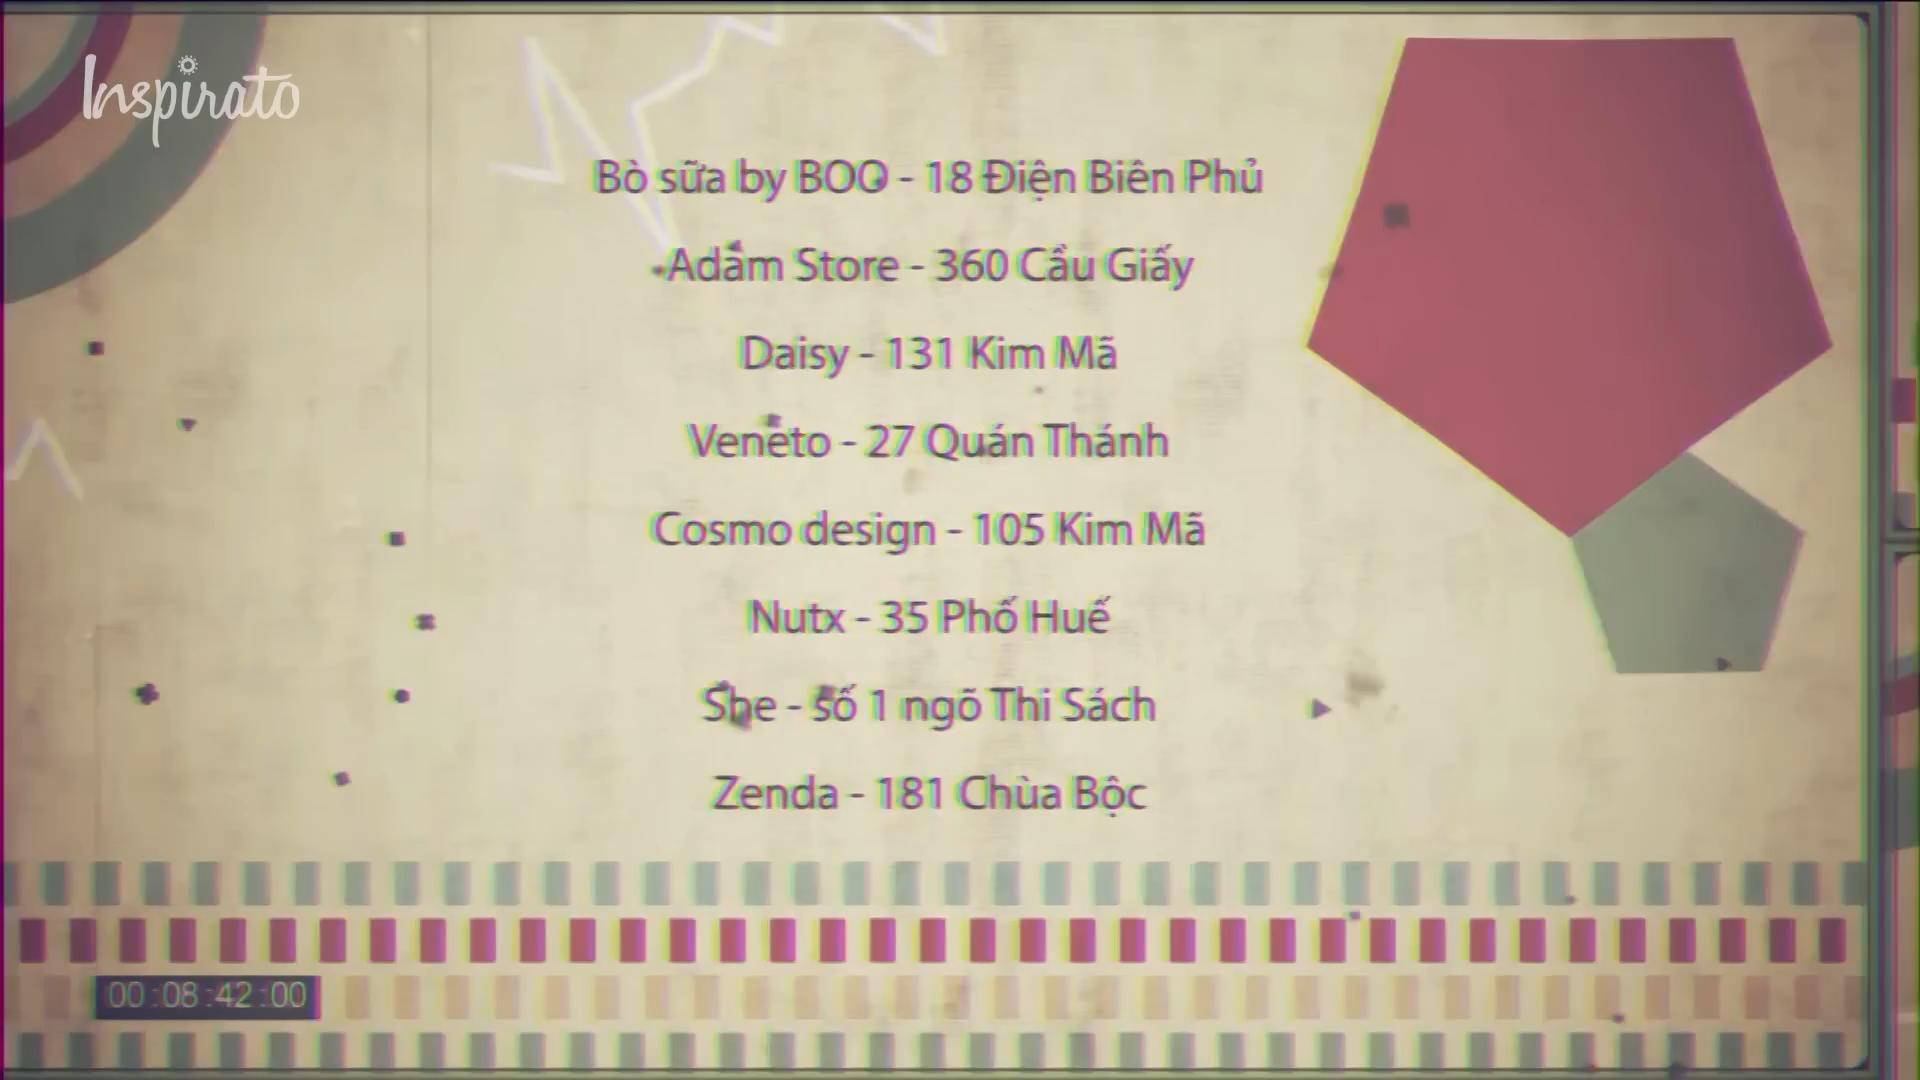 Inspirato
Bò sữa by BOO - 18 Điện Biên Phủ
Adam Store - 360 Cầu Giấy
Daisy - 131 Kim Mã
Veneto - 27 Quán Thánh
Cosmo design - 105 Kim Mã
Nutx - 35 Phố Huế
She - số 1 ngõ Thi Sách
Zenda - 181 Chùa Bộc
00:08:42:00